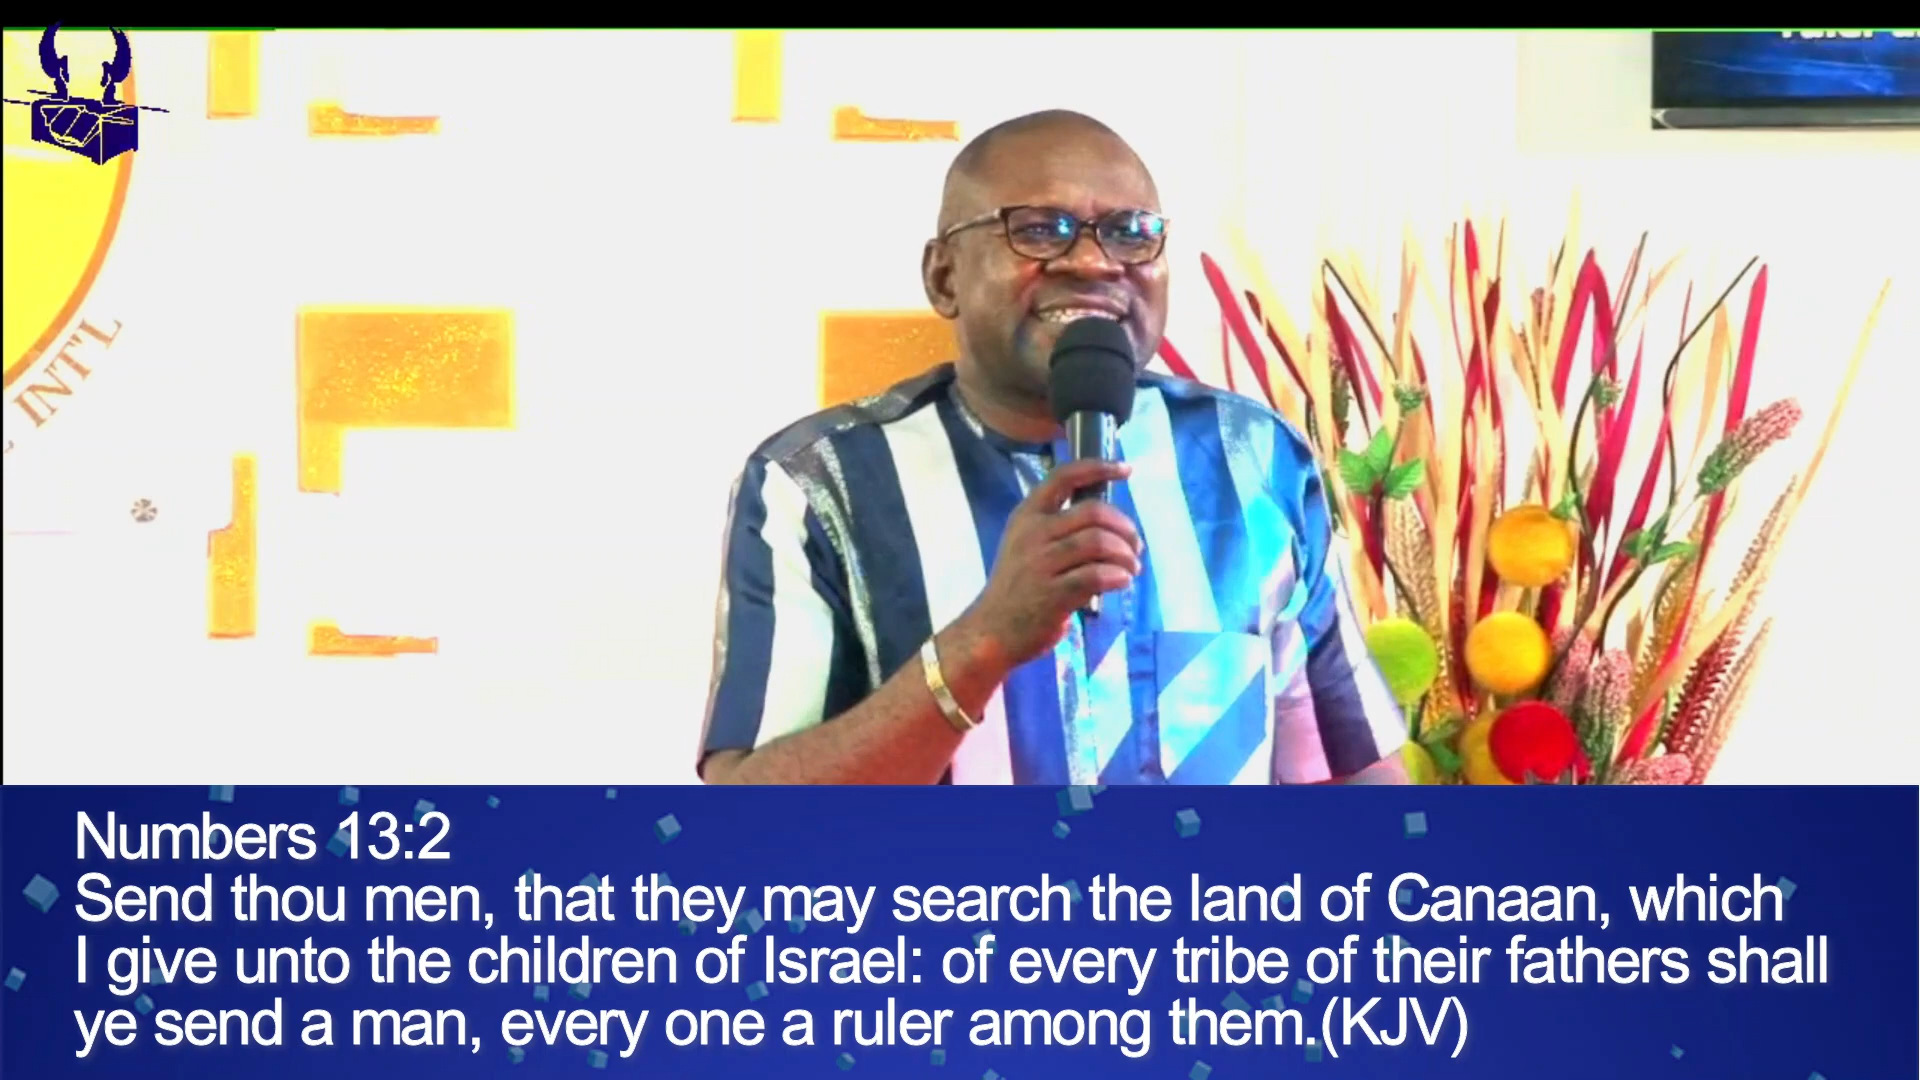 INT'L
Numbers 13:2
Send thou men, that they may search the land of Canaan, which
I give unto the children of Israel: of every tribe of their fathers shall
ye send a man, every one a ruler among them.(KJV)